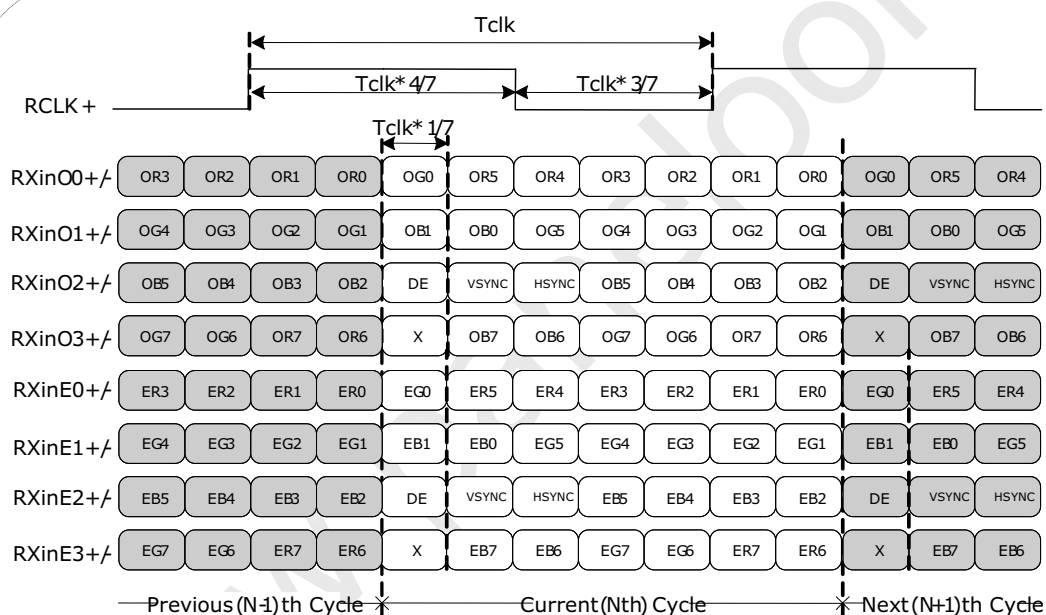 Tclk
Tclk* 4/7 Tclk* 3/7
RCLK +
Tclk* 1/7
RXinO0+/- OR3 OR2 OR1 OR0 OG0 OR5 OR4 OR3 OR2 OR1 OR0 OG0 OR5 OR4
RXinO1+/- OG4 OG3 OG2 OG1 OB1 OB0 OG5 OG4 OG3 OG2 OG1 OB1 OB0 OG5
RXinO2+/- OB5 OB4 OB3 OB2 DE VSYNC HSYNC OB5 OB4 OB3 OB2 DE VSYNC HSYNC
RXinO3+/- OG7 OG6 OR7 OR6 X OB7 OB6 OG7 OG6 OR7 OR6 X OB7 OB6
RXinE0+/- ER3 ER2 ER1 ER0 EG0 ER5 ER4 ER3 ER2 ER1 ER0 EG0 ER5 ER4
RXinE1+/- EG4 EG3 EG2 EG1 EB1 EB0 EG5 EG4 EG3 EG2 EG1 EB1 EB0 EG5
RXinE2+/- EB5 EB4 EB3 EB2 DE VSYNC HSYNC EB5 EB4 EB3 EB2 DE VSYNC HSYNC
RXinE3+/- EG7 EG6 ER7 ER6 X EB7 EB6 EG7 EG6 ER7 ER6 X EB7 EB6
Previous(N-1)th Cycle Current(Nth) Cycle Next(N+1)th Cycle